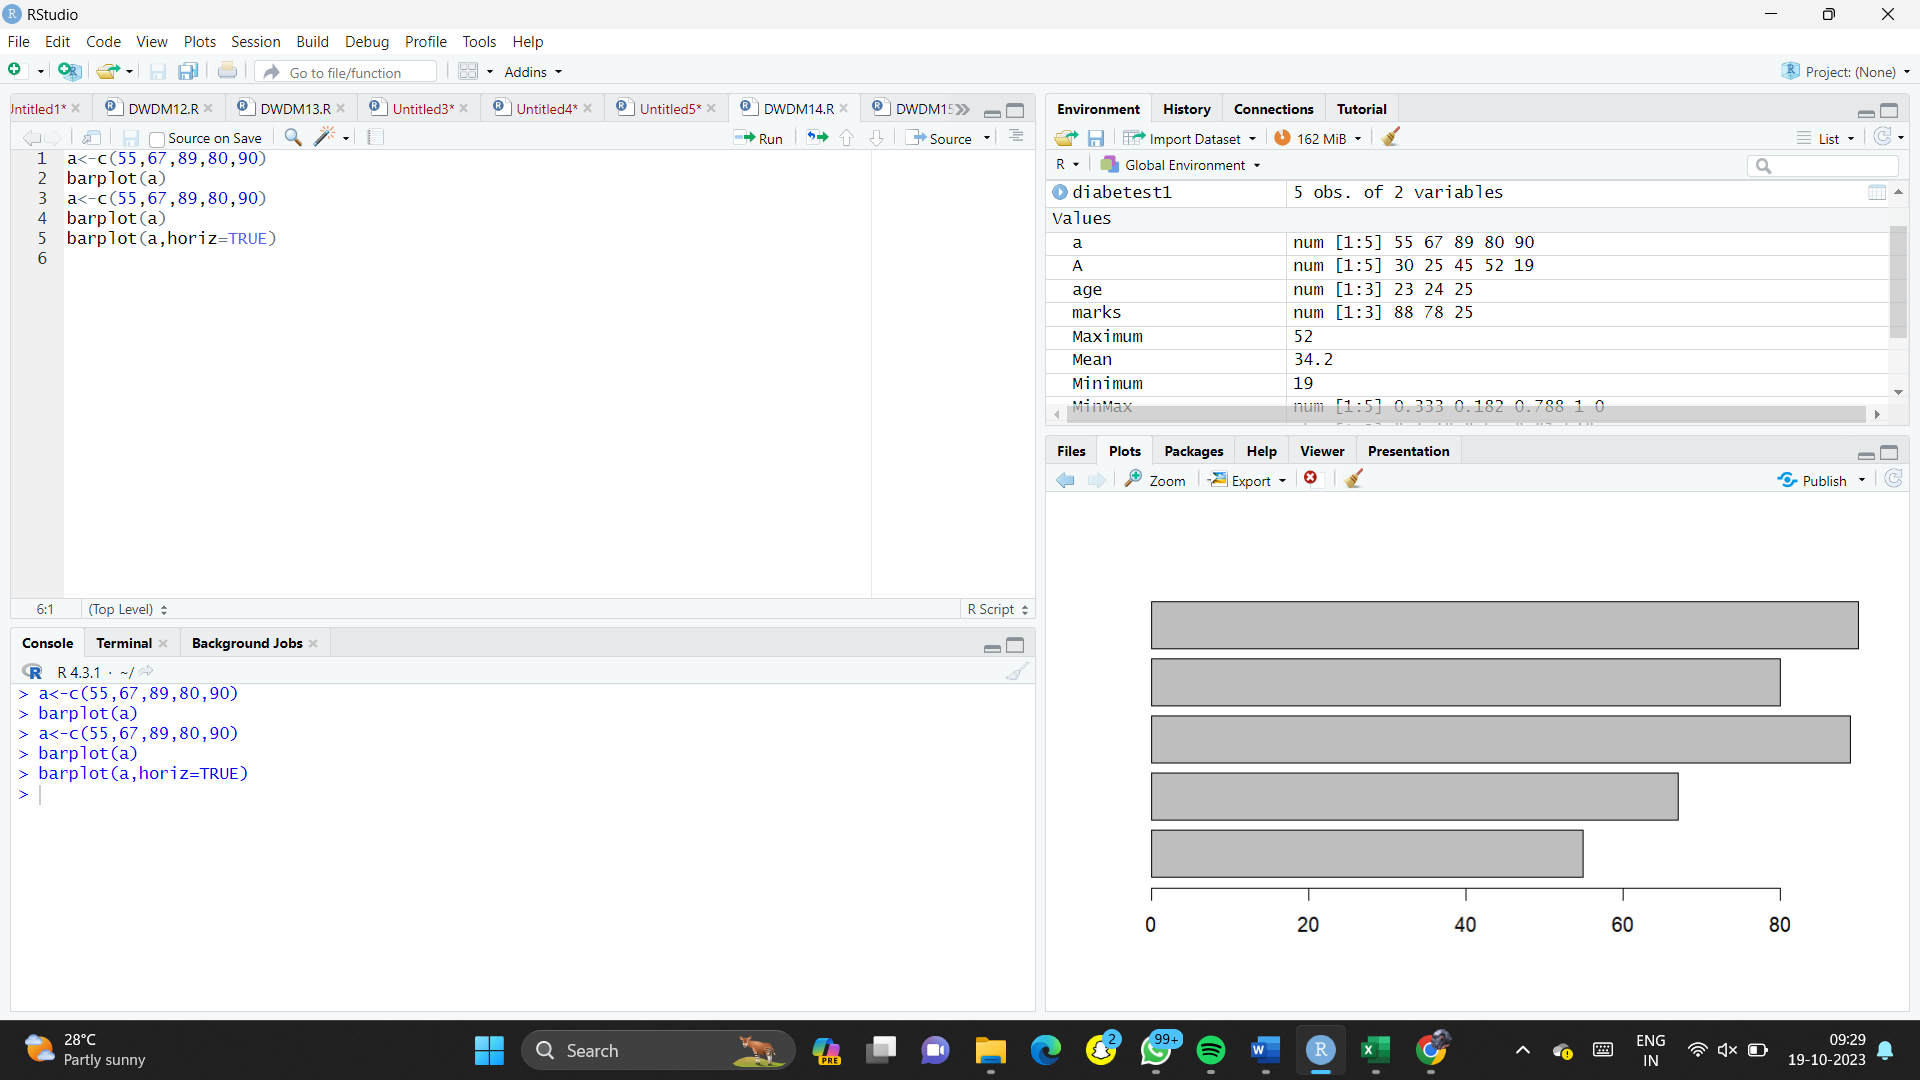 RStudio
File Edit Code View Plots Session Build Debug Profile Tools Help
Go to file/function Addins Project: (None)
Intitled1* DWDM12.R DWDM13.R Untitled3* Untitled4* Untitled5* DWDM14.R DWDM15
Source on Save Run Source
1 a<-c(55,67,89,80,90)
2 barplot(a)
3 a<-c(55,67,89,80,90)
4 barplot(a)
5 barplot(a,horiz=TRUE)
6
6:1 (Top Level) R Script
Console Terminal Background Jobs
R 4.3.1 · ~/
> a<-c(55,67,89,80,90)
> barplot(a)
> a<-c(55,67,89,80,90)
> barplot(a)
> barplot(a,horiz=TRUE)
>
Environment History Connections Tutorial
Import Dataset 162 MiB List
R Global Environment
diabetest1 5 obs. of 2 variables
Values
a num [1:5] 55 67 89 80 90
A num [1:5] 30 25 45 52 19
age num [1:3] 23 24 25
marks num [1:3] 88 78 25
Maximum 52
Mean 34.2
Minimum 19
MinMax num [1:5] 0.333 0.182 0.788 1 0
Files Plots Packages Help Viewer Presentation
Zoom Export Publish
0 20 40 60 80
28°C
Partly sunny
Search
PRE
2
99+
ENG
IN
09:29
19-10-2023